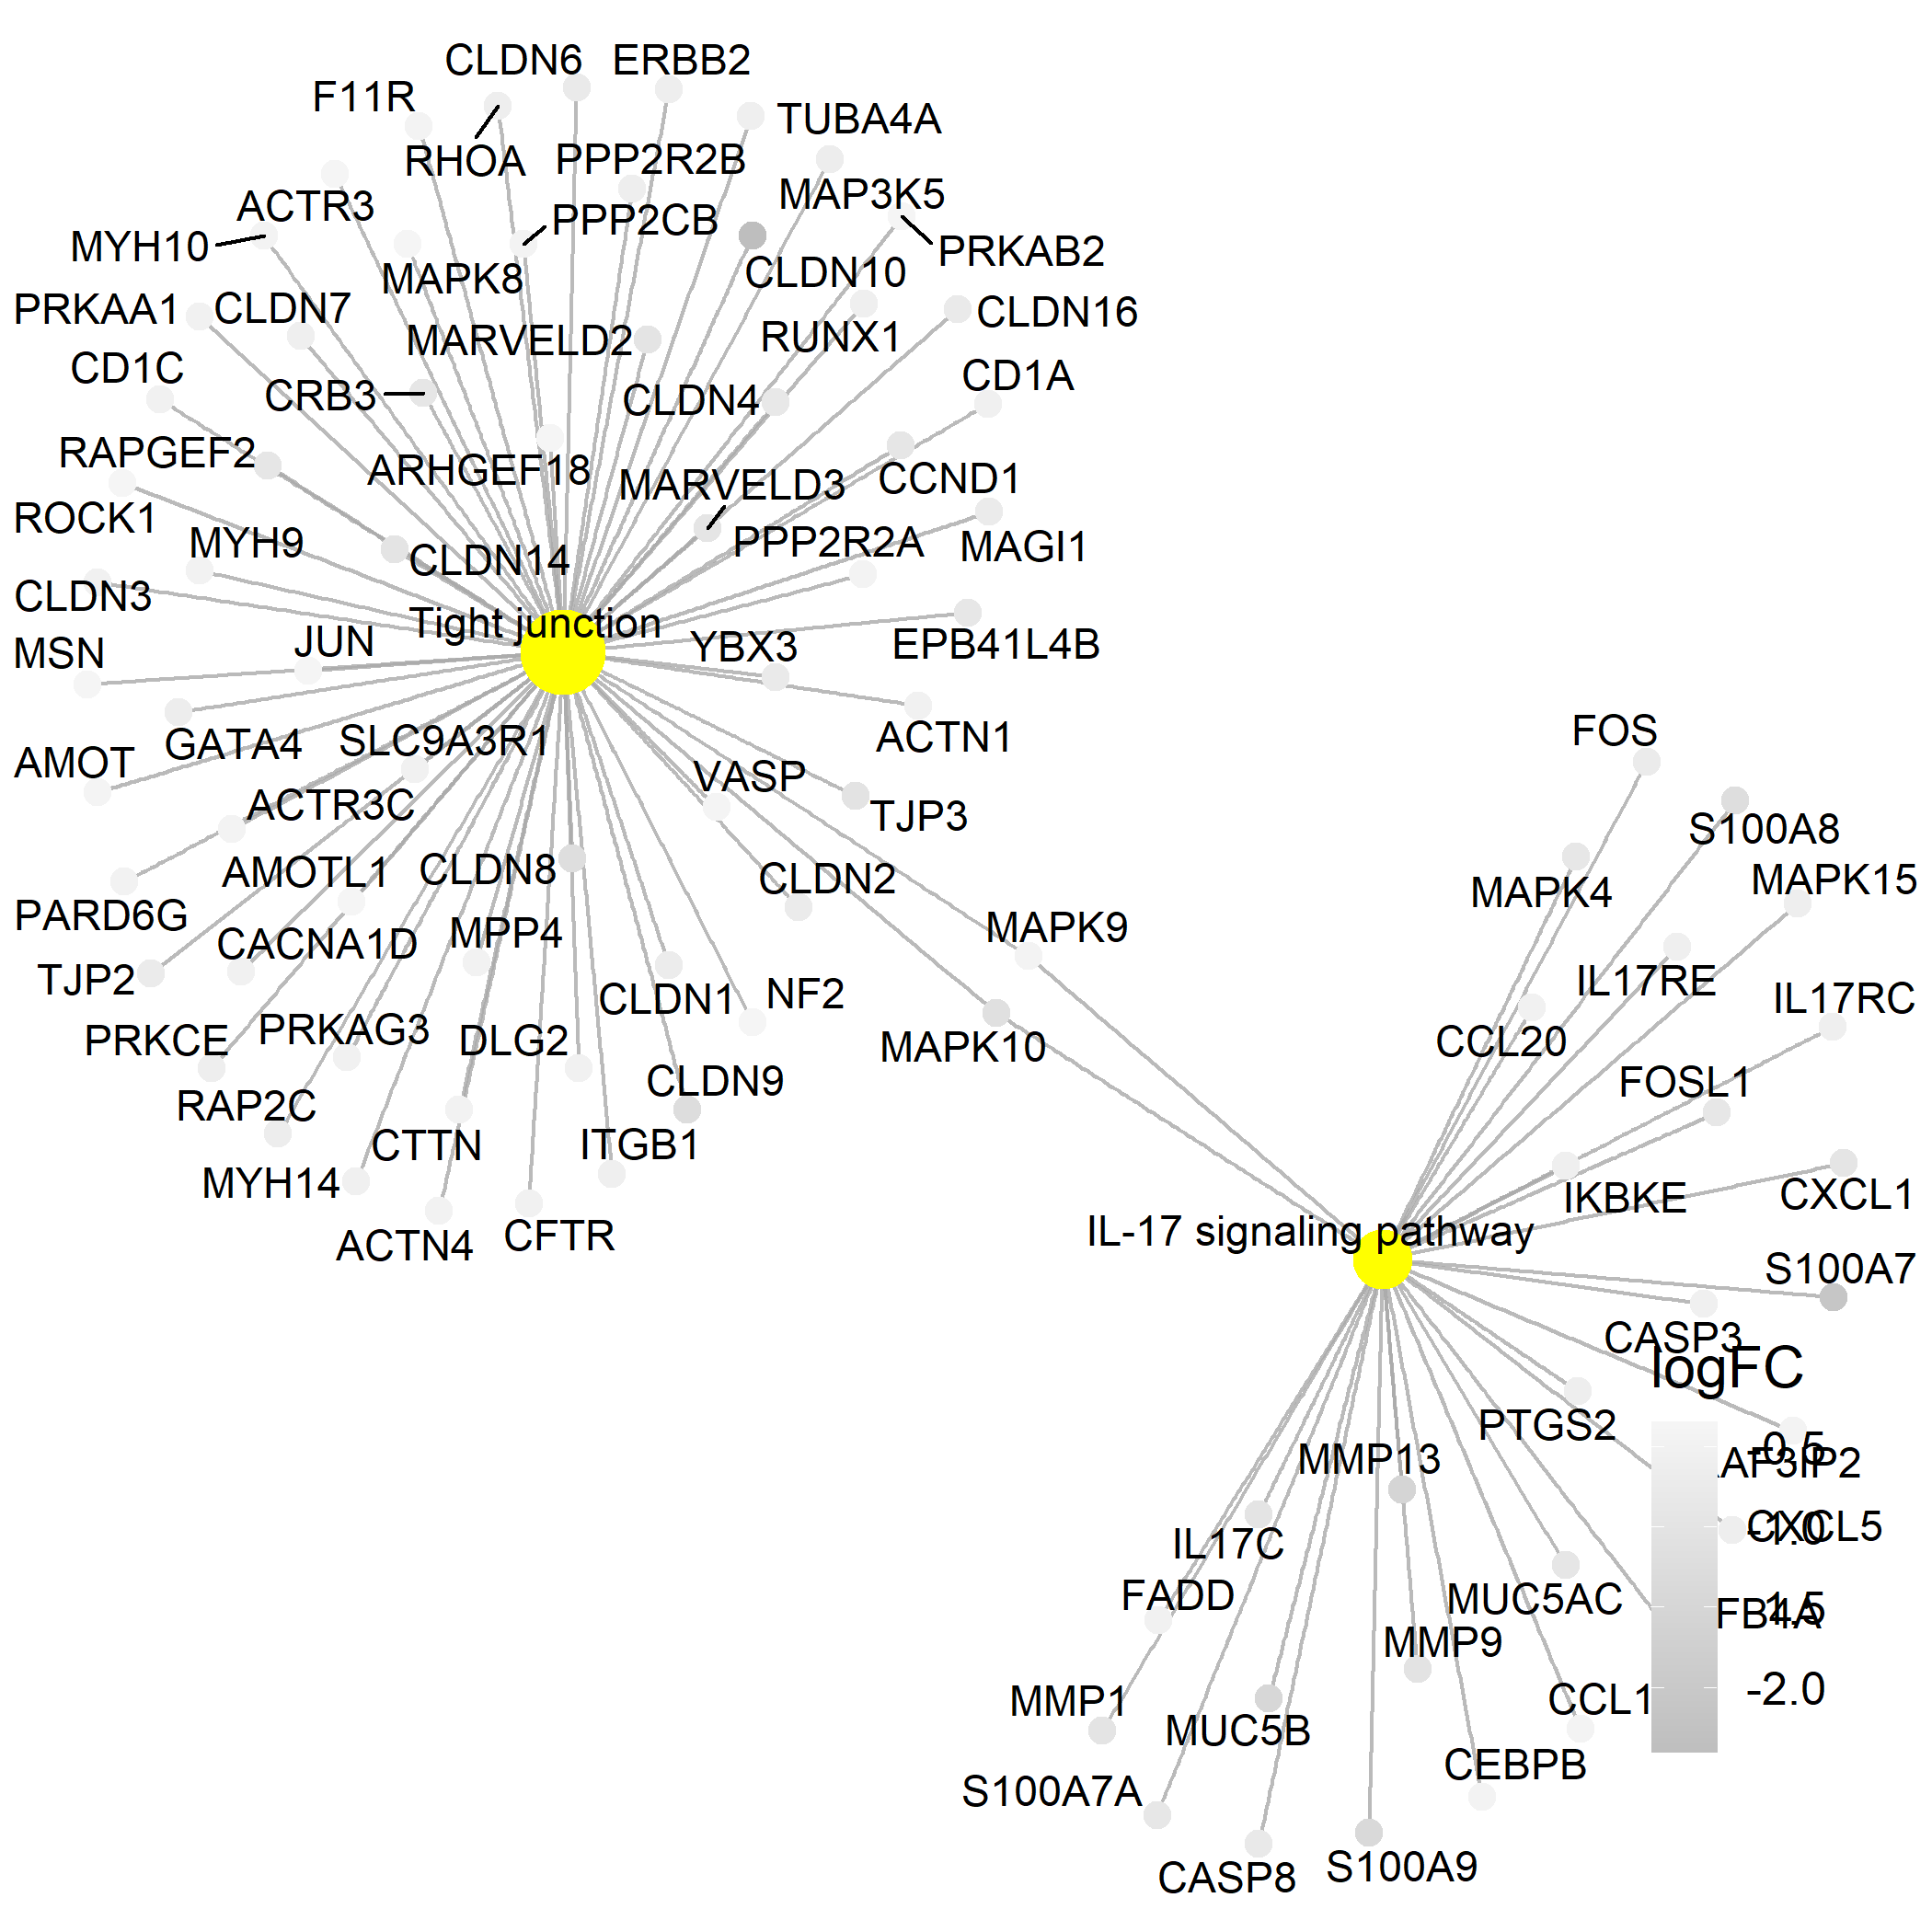 CLDN6
ERBB2
F11R
TUBA4A
RHOA
PPP2R2B
MAP3K5
ACTR3
PPP2CB
MYH10
PRKAB2
MAPK8
CLDN10
PRKAA1
CLDN7
CLDN16
MARVELD2
RUNX1
CD1C
CD1A
CRB3
CLDN4
RAPGEF2
ARHGEF18
MARVELD3
CCND1
ROCK1
MYH9
PPP2R2A
MAGI1
CLDN14
CLDN3
Tight junction
JUN
YBX3
EPB41L4B
MSN
FOS
GATA4
SLC9A3R1
ACTN1
AMOT
VASP
ACTR3C
TJP3
S100A8
AMOTL1
CLDN8
CLDN2
MAPK4
MAPK15
PARD6G
CACNA1D
MPP4
MAPK9
TJP2
CLDN1
NF2
IL17RE
IL17RC
PRKCE
PRKAG3
DLG2
MAPK10
CCL20
CLDN9
FOSL1
RAP2C
CTTN
ITGB1
MYH14
IKBKE
CXCL1
ACTN4
CFTR
IL-17 signaling pathway
S100A7
CASP3
logFC
PTGS2
-0.5
MMP13
AF3IP2
CXCL5
-1.0
IL17C
FADD
MUC5AC
FB4A
-1.5
MMP9
-2.0
MMP1
CCL1
MUC5B
CEBPB
S100A7A
S100A9
CASP8